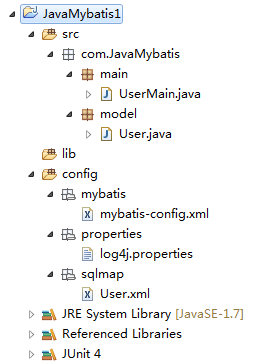 JavaMybatis1
src
com.JavaMybatis
main
UserMain.java
model
User.java
lib
config
mybatis
mybatis-config.xml
properties
log4j.properties
sqlmap
User.xml
JRE System Library [JavaSE-1.7]
Referenced Libraries
JUnit 4